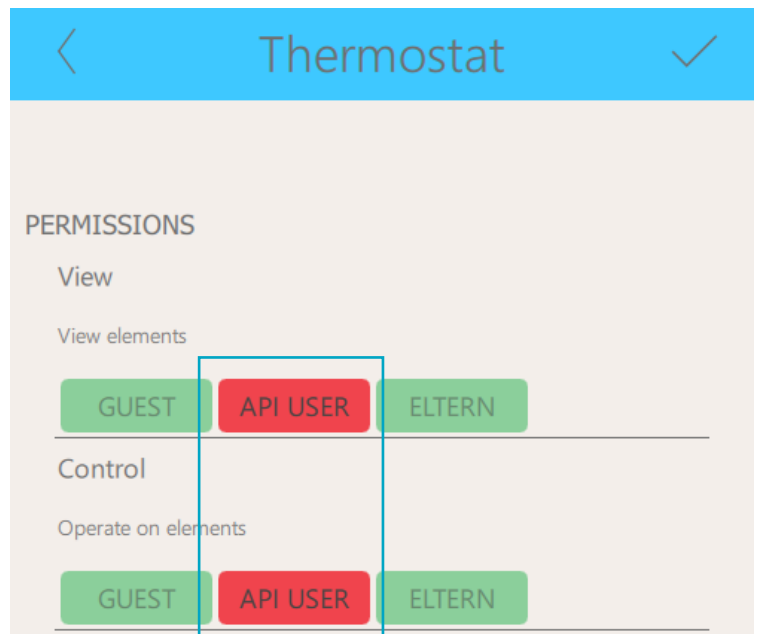 Thermostat
PERMISSIONS
View
View elements
GUEST API USER ELTERN
Control
Operate on elements
GUEST API USER ELTERN